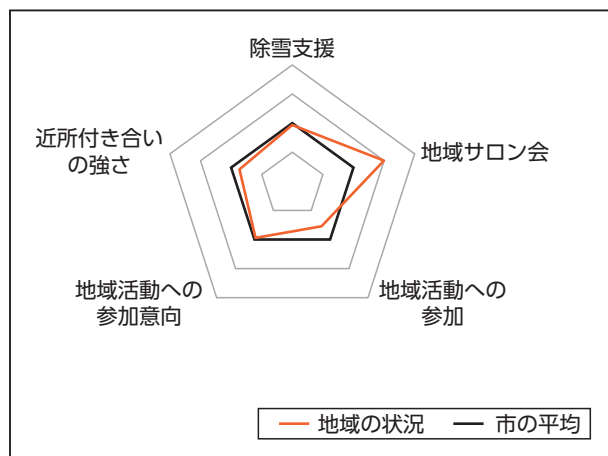 除雪支援
近所付き合い
の強さ
地域サロン会
地域活動への
参加意向
地域活動への
参加
地域の状況
市の平均